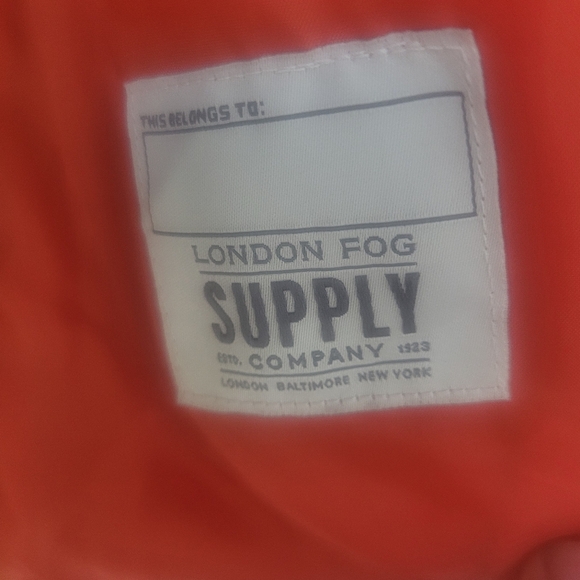 THIS BELONGS TO:
LONDON FOG
SUPPLY
ESTD. COMPANY 1923
LONDON BALTIMORE NEW YORK